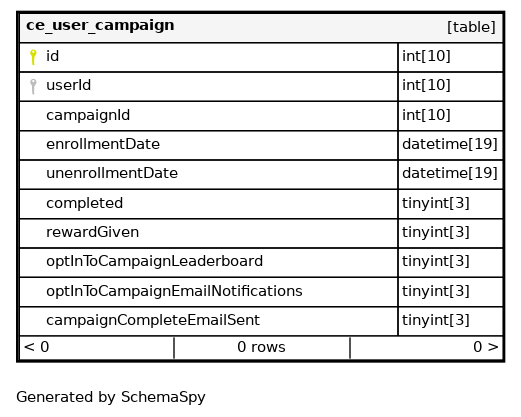 ce_user_campaign [table]
id int[10]
userId int[10]
campaignId int[10]
enrollmentDate datetime[19]
unenrollmentDate datetime[19]
completed tinyint[3]
rewardGiven tinyint[3]
optInToCampaignLeaderboard tinyint[3]
optInToCampaignEmailNotifications tinyint[3]
campaignCompleteEmailSent tinyint[3]
< 0 0 rows 0 >
Generated by SchemaSpy